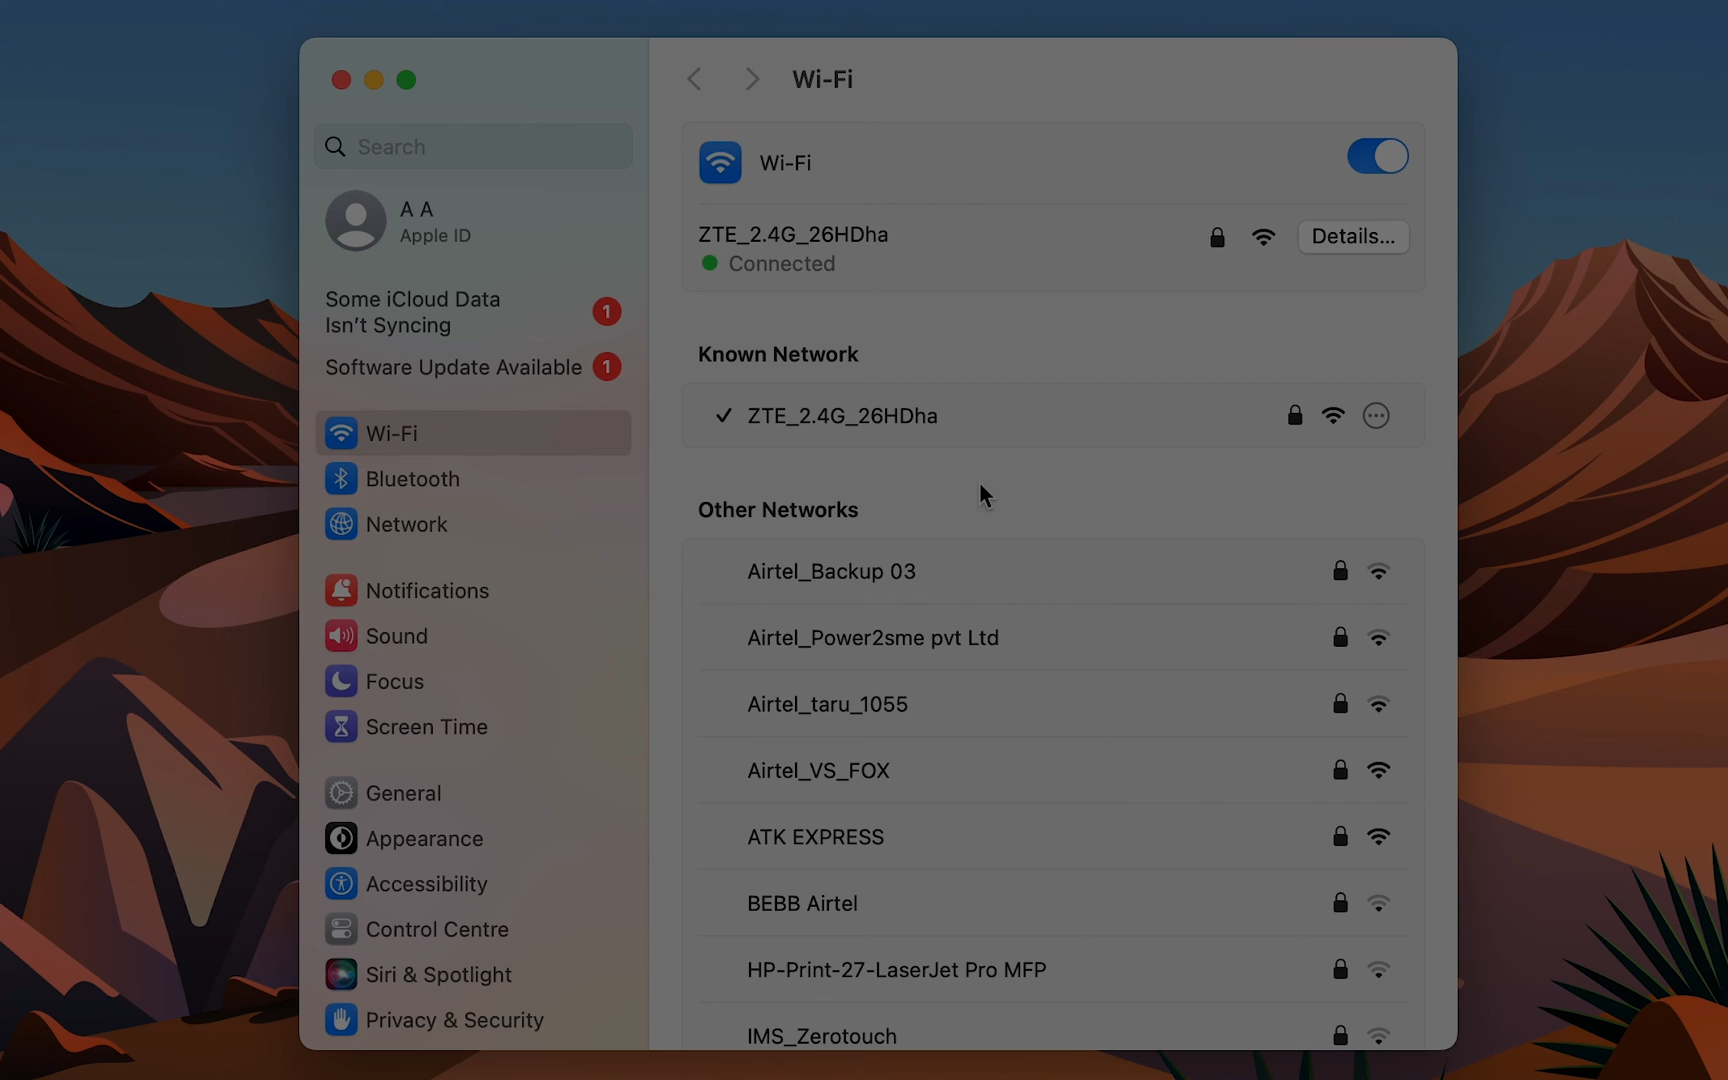 Wi-Fi
Search
Wi-Fi
A A
Apple ID
ZTE_2.4G_26HDha
Details...
Connected
Some iCloud Data
Isn’t Syncing
1
Software Update Available
1
Known Network
ZTE_2.4G_26HDha
Wi-Fi
Bluetooth
Network
Other Networks
Notifications
Sound
Focus
Screen Time
General
Appearance
Accessibility
Control Centre
Siri & Spotlight
Privacy & Security
Airtel_Backup 03
Airtel_Power2sme pvt Ltd
Airtel_taru_1055
Airtel_VS_FOX
ATK EXPRESS
BEBB Airtel
HP-Print-27-LaserJet Pro MFP
IMS_Zerotouch